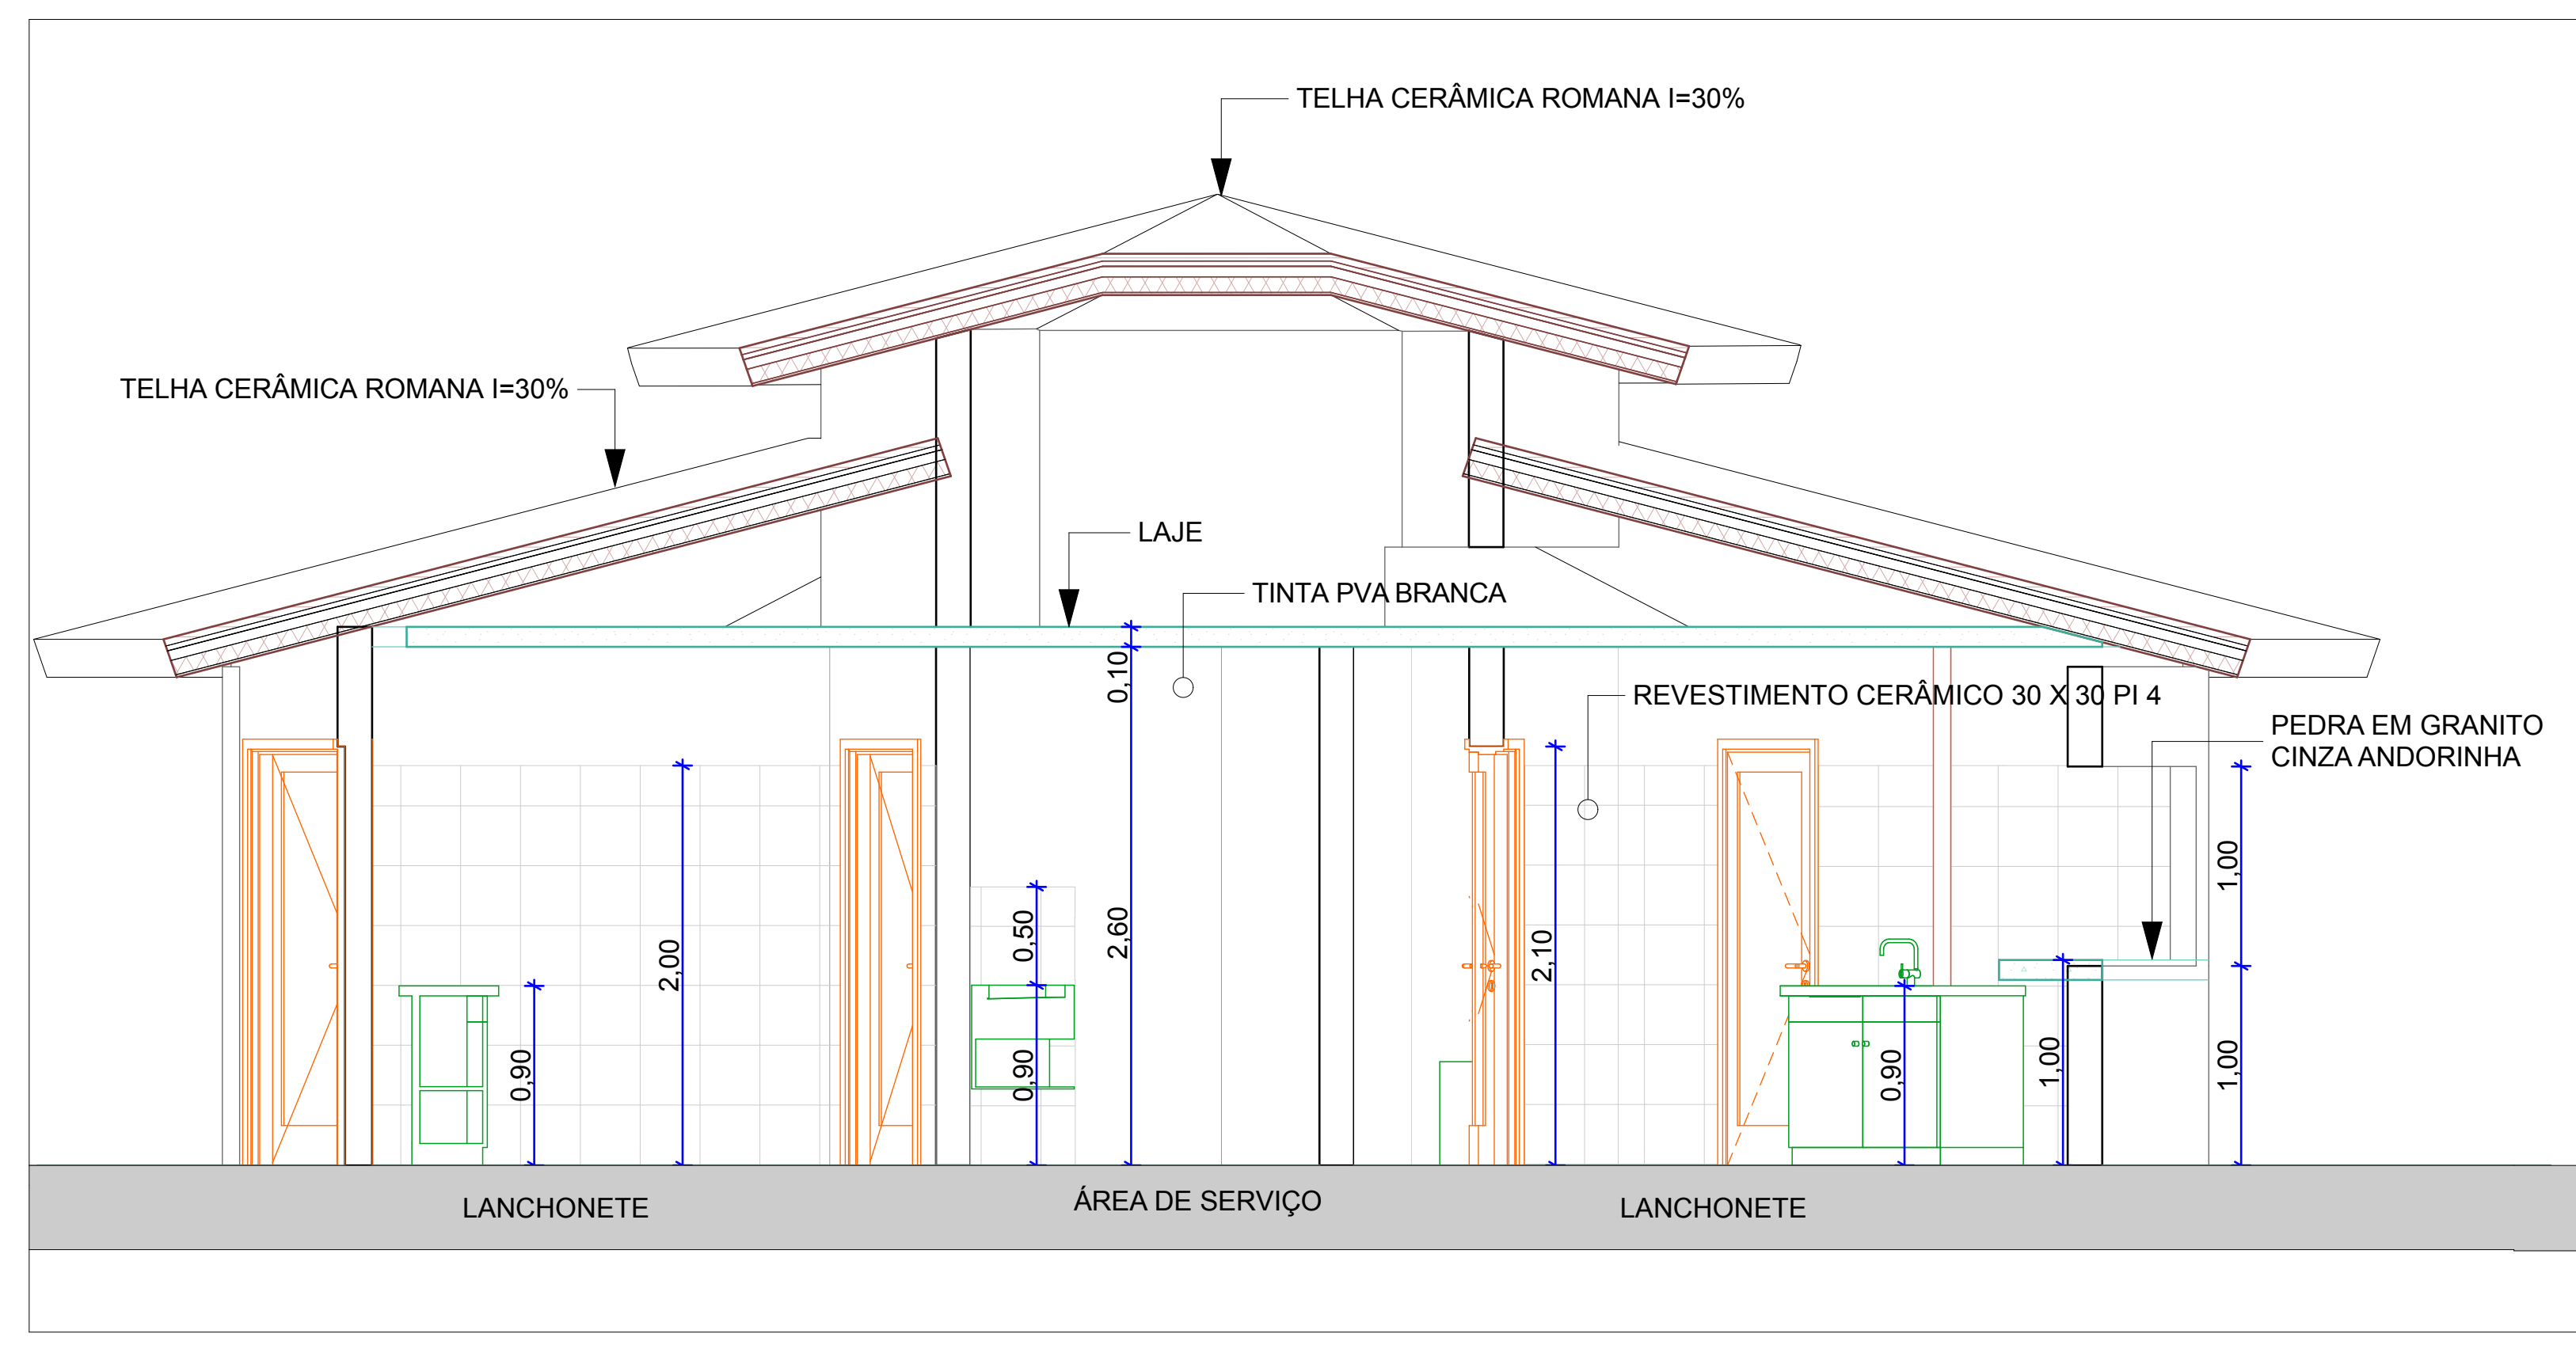 TELHA CERÂMICA ROMANA I=30%
TELHA CERÂMICA ROMANA I=30%
LAJE
TINTA PVA BRANCA
0,10
REVESTIMENTO CERÂMICO 30 X 30 PI 4
PEDRA EM GRANITO
CINZA ANDORINHA
1,00
0,50
2,60
2,10
2,00
0,90
0,90
0,90
1,00
1,00
LANCHONETE
ÁREA DE SERVIÇO
LANCHONETE